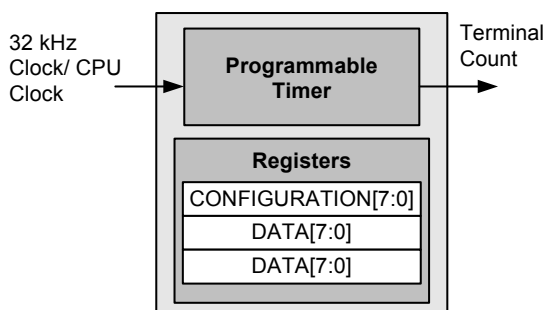 32 kHz
Clock/ CPU
Clock
Programmable
Timer
Terminal
Count
Registers
CONFIGURATION[7:0]
DATA[7:0]
DATA[7:0]